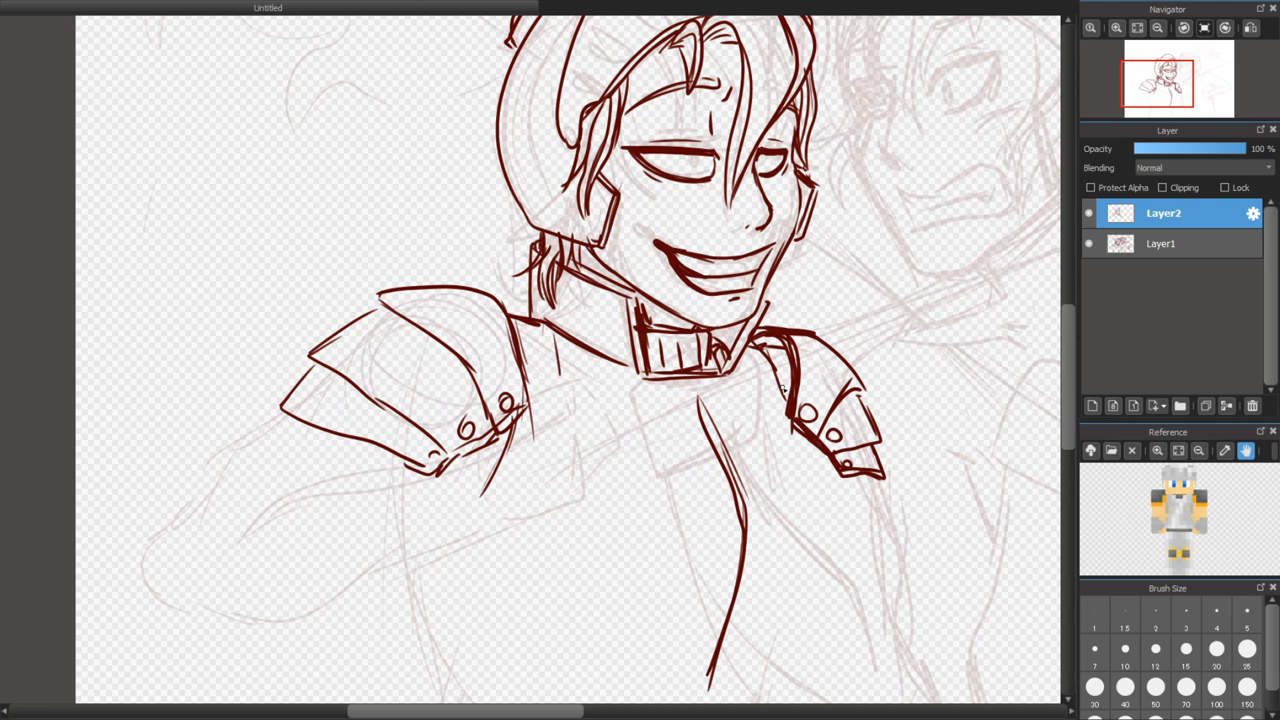 Untitled
Navigator
Layer
Opacity 100 %
Blending Normal
Protect Alpha Clipping Lock
Layer2
Layer1
Reference
Brush Size
1 1.5 2 3 4 5
7 10 12 15 20 25
30 40 50 70 100 150